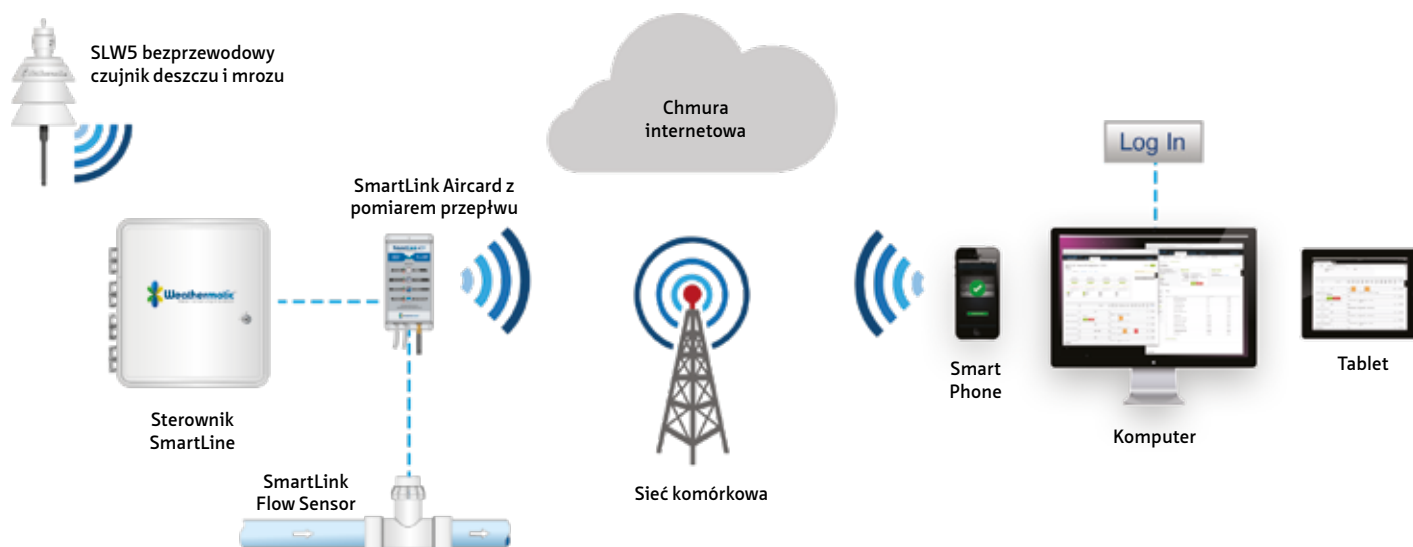 SLW5 bezprzewodowy
czujnik deszczu i mrozu
Chmura
internetowa
Log In
SmartLink Aircard z
pomiarem przepłwu
Weathermatic
Sterownik
SmartLine
SmartLink
Flow Sensor
Sieć komórkowa
Smart
Phone
Komputer
Tablet